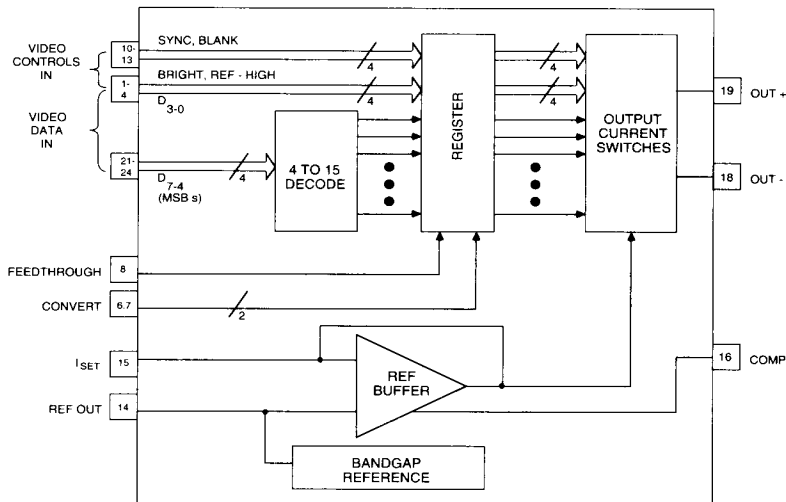 VIDEO
CONTROLS
IN
10-
13
SYNC, BLANK
4
4
1-
4
BRIGHT, REF - HIGH
4
4
D3-0
VIDEO
DATA
IN
21-
24
D7-4
(MSB s)
4
4 TO 15
DECODE
REGISTER
OUTPUT
CURRENT
SWITCHES
19
OUT +
18
OUT -
FEEDTHROUGH
8
CONVERT
6.7
2
ISET
15
REF
BUFFER
16
COMP
REF OUT
14
BANDGAP
REFERENCE